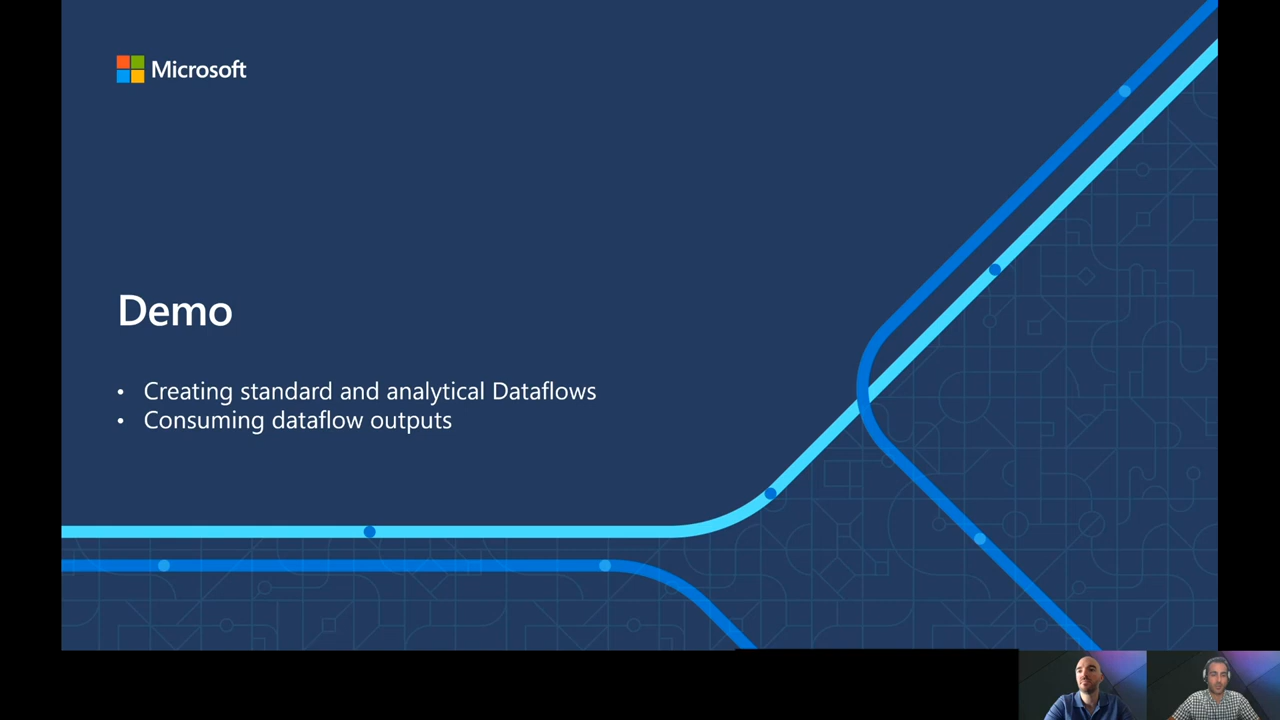 Microsoft
Demo
• Creating standard and analytical Dataflows
• Consuming dataflow outputs